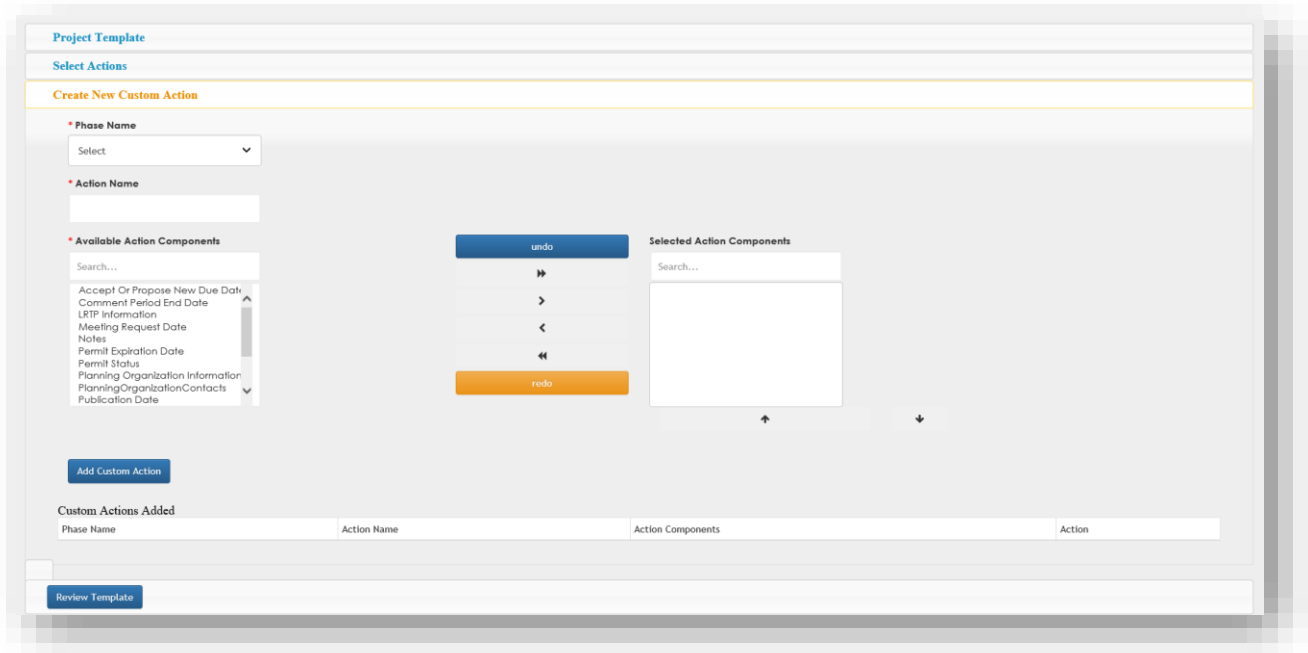 Project Template
Select Actions
Create New Custom Action
* Phase Name
Select
* Action Name
* Available Action Components
Search...
Accept Or Propose New Due Date
Comment Period End Date
LRTP Information
Meeting Request Date
Notes
Permit Expiration Date
Permit Status
Planning Organization Information
PlanningOrganizationContacts
Publication Date
undo
redo
Selected Action Components
Search...
Add Custom Action
Custom Actions Added
Phase Name Action Name Action Components Action
Review Template